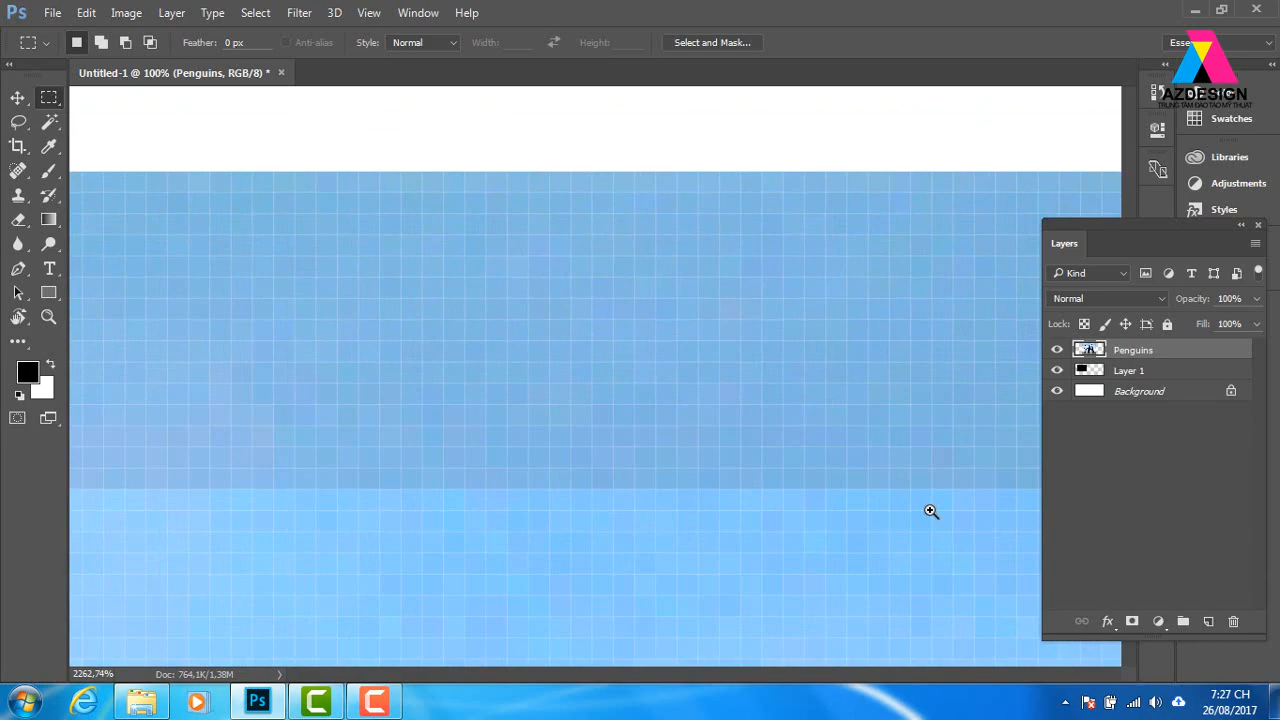 Ps File Edit Image Layer Type Select Filter 3D View Window Help
Feather: 0 px Anti-alias Style: Normal Width: Height: Select and Mask...
Untitled-1 @ 100% (Penguins, RGB/8) *
AZDESIGN
TRUNG TÂM ĐÀO TẠO MỸ THUẬT
Swatches
Libraries
Adjustments
Styles
Layers
Kind
Normal Opacity: 100%
Lock: Fill: 100%
Penguins
Layer 1
Background
2262,74% Doc: 764,1K/1,38M
Ps
7:27 CH
26/08/2017